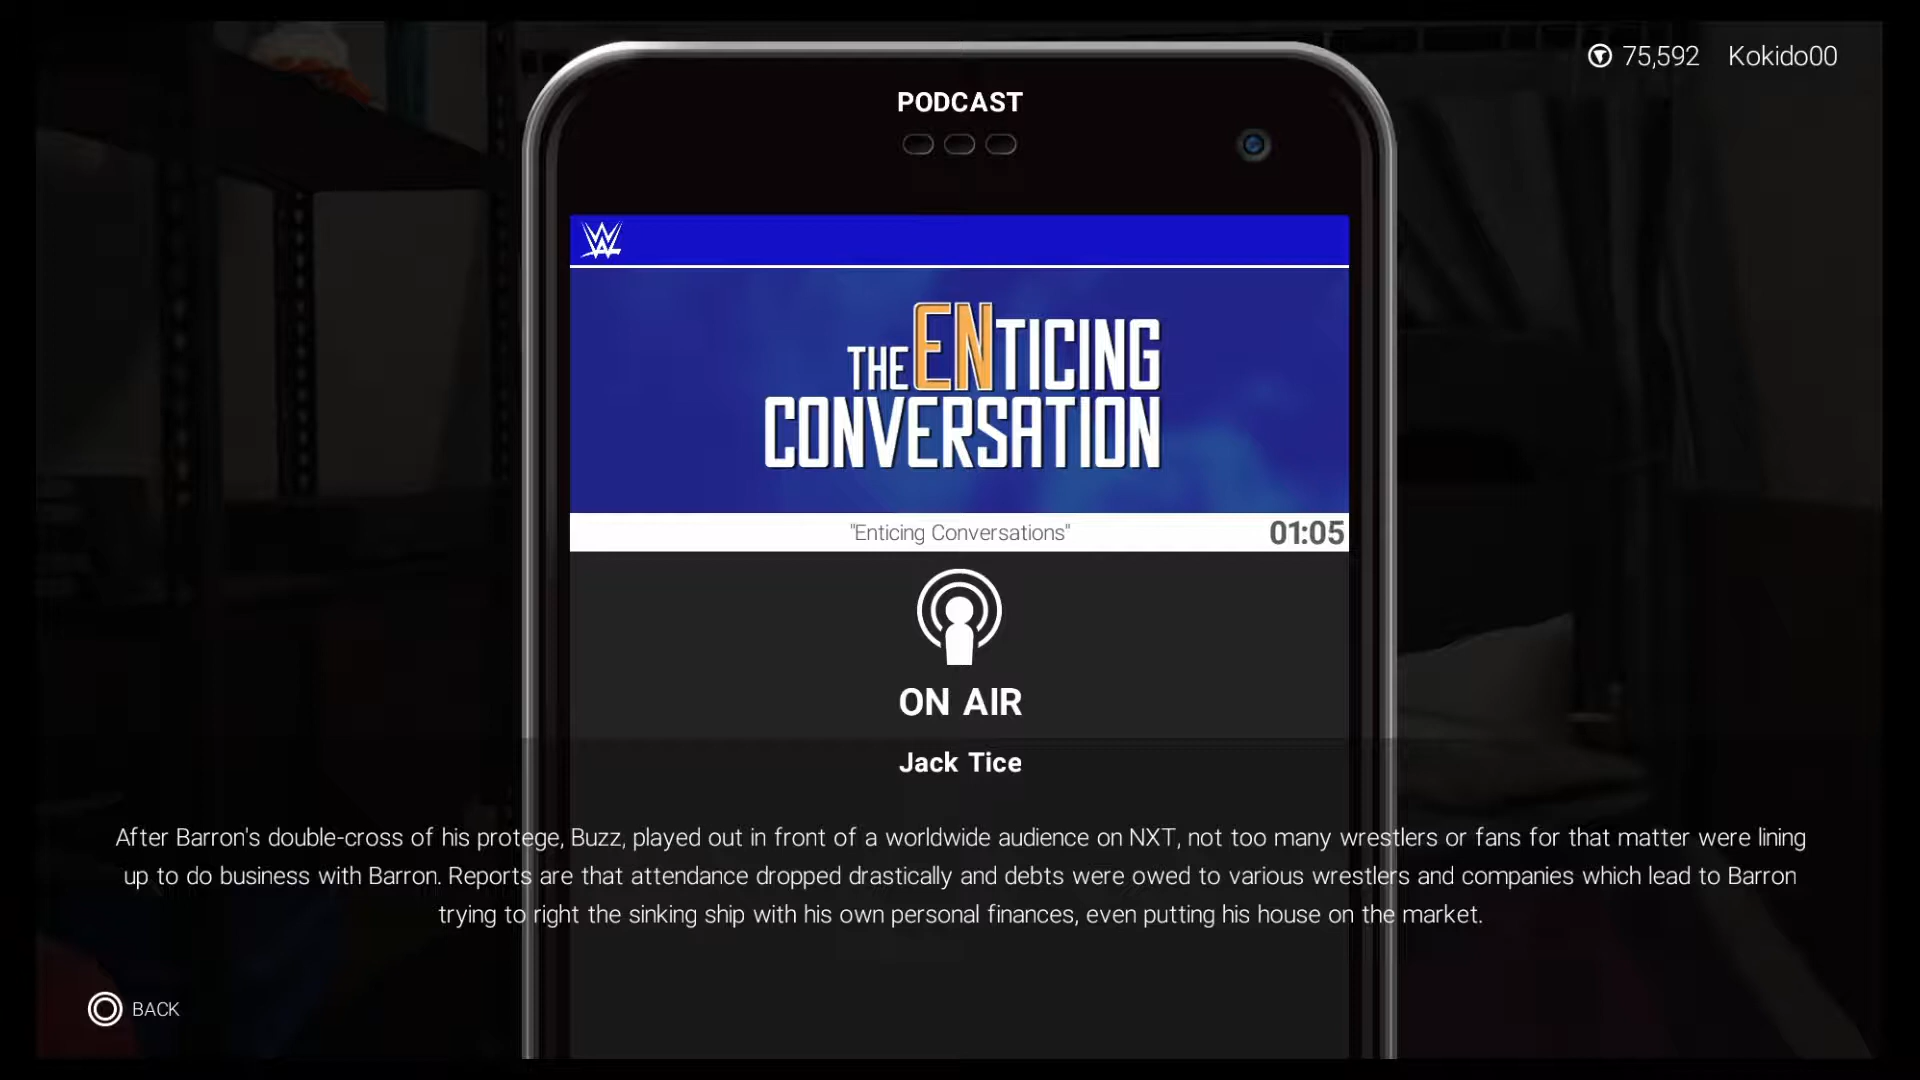 75,592 Kokido00
PODCAST
W
THE ENTICING
CONVERSATION
"Enticing Conversations" 01:05
ON AIR
Jack Tice
After Barron's double-cross of his protege, Buzz, played out in front of a worldwide audience on NXT, not too many wrestlers or fans for that matter were lining
up to do business with Barron. Reports are that attendance dropped drastically and debts were owed to various wrestlers and companies which lead to Barron
trying to right the sinking ship with his own personal finances, even putting his house on the market.
BACK